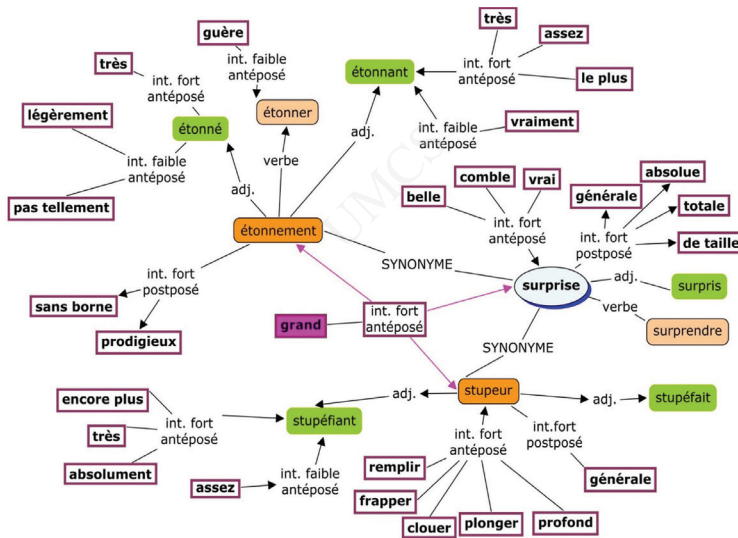 très
assez
le plus
int. fort
antéposé
guère
int. faible
antéposé
étonnant
très
int. fort
antéposé
légèrement
étonner
étonné
int. faible
antéposé
vraiment
int. faible
antéposé
adj.
verbe
adj.
pas tellement
comble
vrai
absolue
belle
générale
totale
int. fort
antéposé
int. fort
postposé
de taille
étonnement
UMCS
SYNONYME
surprise
adj.
surpris
int. fort
postposé
sans borne
verbe
grand
int. fort
antéposé
surprendre
prodigieux
SYNONYME
encore plus
adj.
stupeur
adj.
stupéfait
int. fort
antéposé
stupéfiant
très
int. fort
antéposé
int.fort
postposé
absolument
assez
int. faible
antéposé
remplir
générale
frapper
clouer
plonger
profond